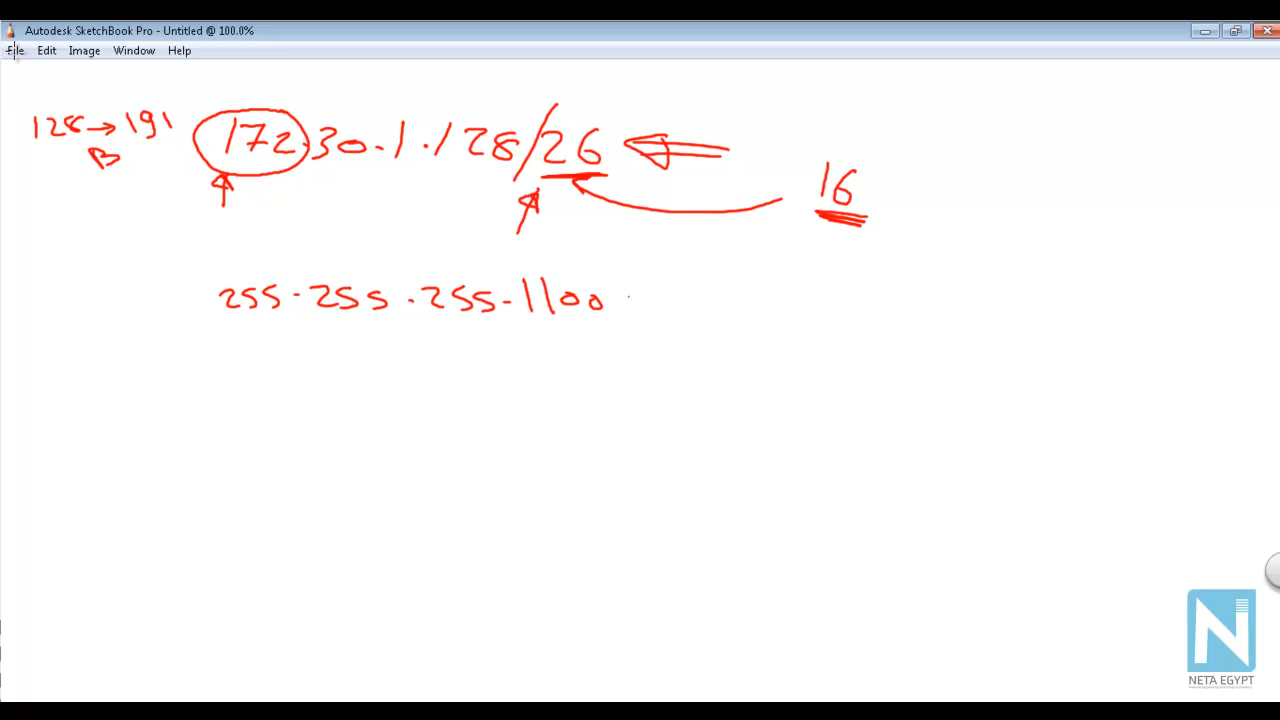 Autodesk SketchBook Pro - Untitled @ 100.0%
File Edit Image Window Help
128→191 172.30.1.128/26
B
16
255.255.255.1100
NETA EGYPT